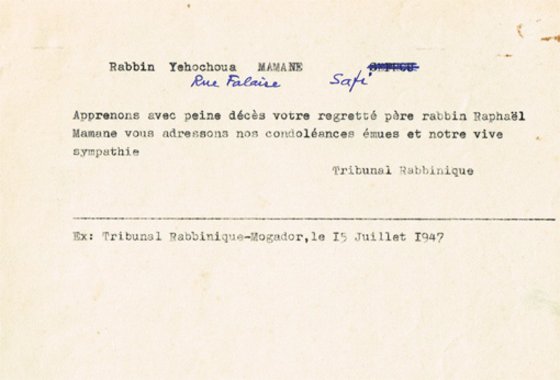 Rabbin Yehochoua MAMANE
Rue Falaise Safi
Apprenons avec peine décès votre regretté père rabbin Raphaël
Mamane vous adressons nos condoléances émues et notre vive
sympathie
Tribunal Rabbinique
Ex: Tribunal Rabbinique-Mogador,le I5 Juillet I947